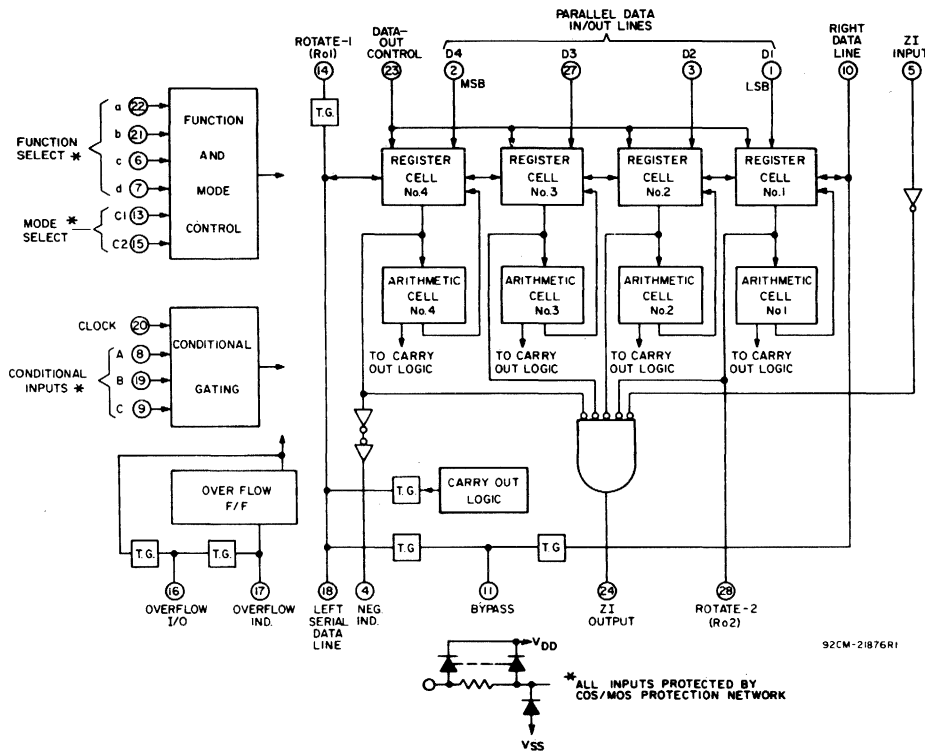 PARALLEL DATA
IN/OUT LINES
ROTATE-1
(Ro1)
14
DATA-
OUT
CONTROL
23
D4
2
MSB
D3
27
D2
3
D1
1
LSB
RIGHT
DATA
LINE
10
ZI
INPUT
5
T.G.
FUNCTION
SELECT *
a 22
b 21
c 6
d 7
MODE *
SELECT
C1 13
C2 15
FUNCTION
AND
MODE
CONTROL
REGISTER
CELL
No.4
REGISTER
CELL
No.3
REGISTER
CELL
No.2
REGISTER
CELL
No.1
ARITHMETIC
CELL
No.4
ARITHMETIC
CELL
No.3
ARITHMETIC
CELL
No.2
ARITHMETIC
CELL
No1
TO CARRY
OUT LOGIC
TO CARRY
OUT LOGIC
TO CARRY
OUT LOGIC
TO CARRY
OUT LOGIC
CLOCK 20
CONDITIONAL
INPUTS *
A 8
B 19
C 9
CONDITIONAL
GATING
OVER FLOW
F/F
T.G.
T.G.
T.G.
CARRY OUT
LOGIC
T.G
T.G
16
OVERFLOW
I/O
17
OVERFLOW
IND.
18
LEFT
SERIAL
DATA
LINE
4
NEG.
IND.
11
BYPASS
24
ZI
OUTPUT
28
ROTATE-2
(Ro2)
92CM-21876R1
VDD
VSS
*ALL INPUTS PROTECTED BY
COS/MOS PROTECTION NETWORK